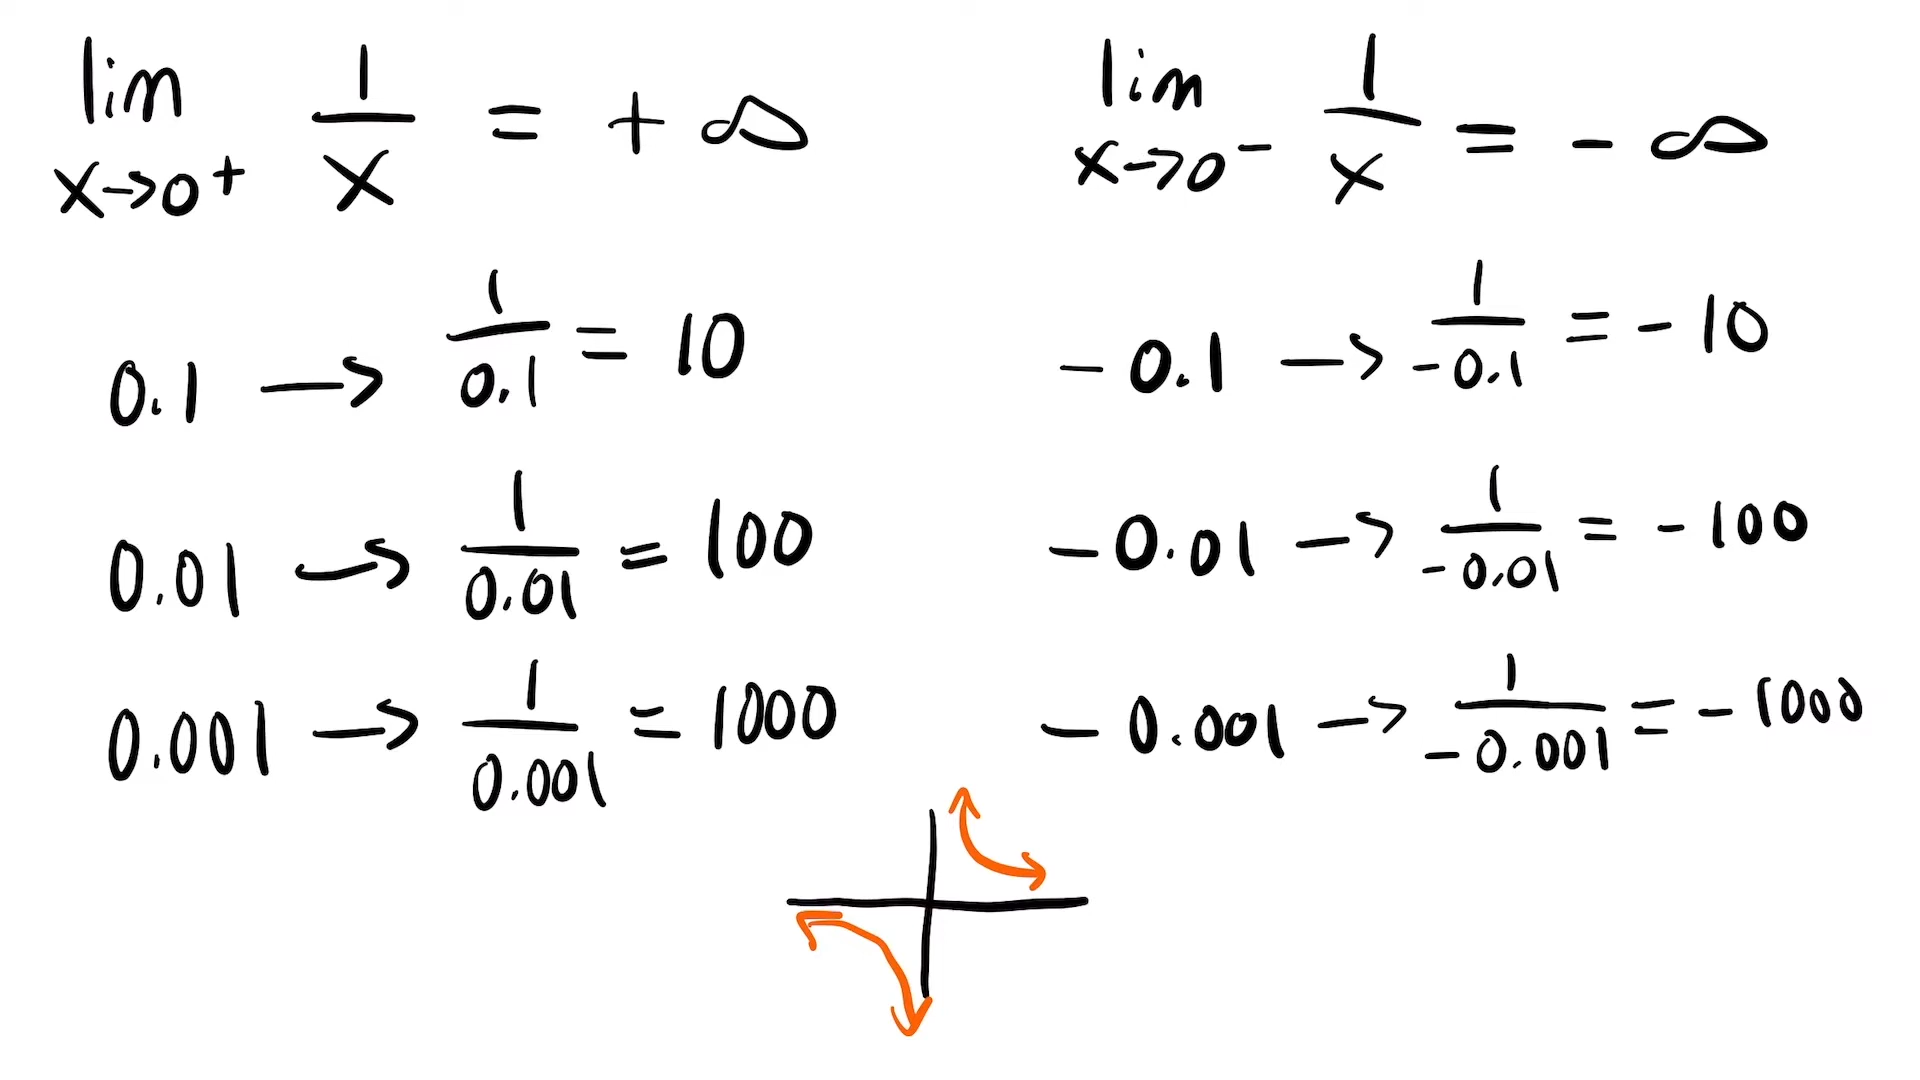 lim x→0⁺ 1/x = + ∞
0.1 → 1/0.1 = 10
0.01 → 1/0.01 = 100
0.001 → 1/0.001 = 1000
lim x→0⁻ 1/x = - ∞
-0.1 → 1/-0.1 = -10
-0.01 → 1/-0.01 = -100
-0.001 → 1/-0.001 = -1000